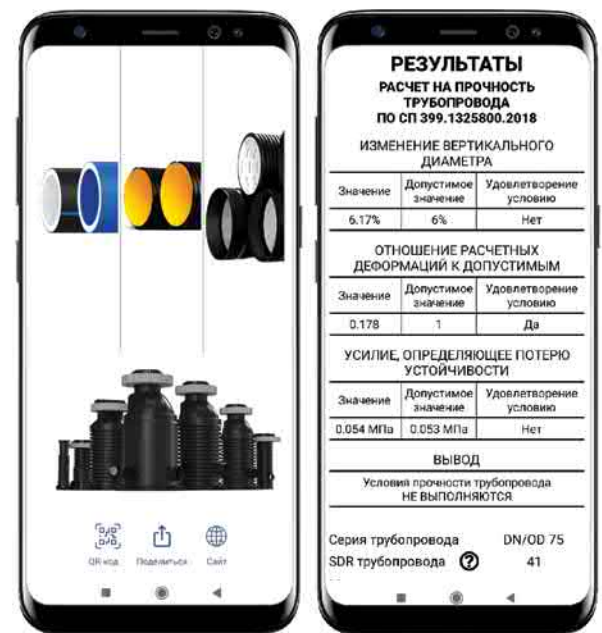 QR код
Поделиться
Сайт
РЕЗУЛЬТАТЫ
РАСЧЕТ НА ПРОЧНОСТЬ
ТРУБОПРОВОДА
ПО СП 399.1325800.2018
ИЗМЕНЕНИЕ ВЕРТИКАЛЬНОГО
ДИАМЕТРА
Значение Допустимое значение Удовлетворение условию
6.17% 6% Нет
ОТНОШЕНИЕ РАСЧЕТНЫХ
ДЕФОРМАЦИЙ К ДОПУСТИМЫМ
Значение Допустимое значение Удовлетворение условию
0.178 1 Да
УСИЛИЕ, ОПРЕДЕЛЯЮЩЕЕ ПОТЕРЮ
УСТОЙЧИВОСТИ
Значение Допустимое значение Удовлетворение условию
0.054 МПа 0.053 МПа Нет
ВЫВОД
Условия прочности трубопровода
НЕ ВЫПОЛНЯЮТСЯ
Серия трубопровода DN/OD 75
SDR трубопровода ? 41